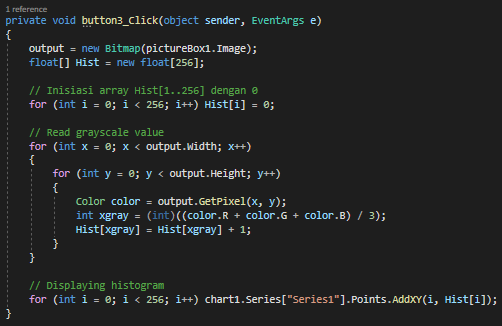 1 reference
private void button3_Click(object sender, EventArgs e)
{
output = new Bitmap(pictureBox1.Image);
float[] Hist = new float[256];
// Inisiasi array Hist[1..256] dengan 0
for (int i = 0; i < 256; i++) Hist[i] = 0;
// Read grayscale value
for (int x = 0; x < output.Width; x++)
{
for (int y = 0; y < output.Height; y++)
{
Color color = output.GetPixel(x, y);
int xgray = (int)((color.R + color.G + color.B) / 3);
Hist[xgray] = Hist[xgray] + 1;
}
}
// Displaying histogram
for (int i = 0; i < 256; i++) chart1.Series["Series1"].Points.AddXY(i, Hist[i]);
}